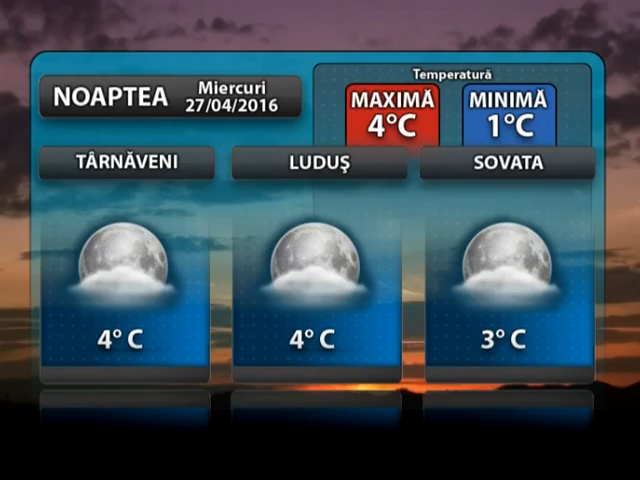 NOAPTEA
Miercuri
27/04/2016
Temperatură
MAXIMĂ
4°C
MINIMĂ
1°C
TÂRNĂVENI
LUDUŞ
SOVATA
4° C
4° C
3° C